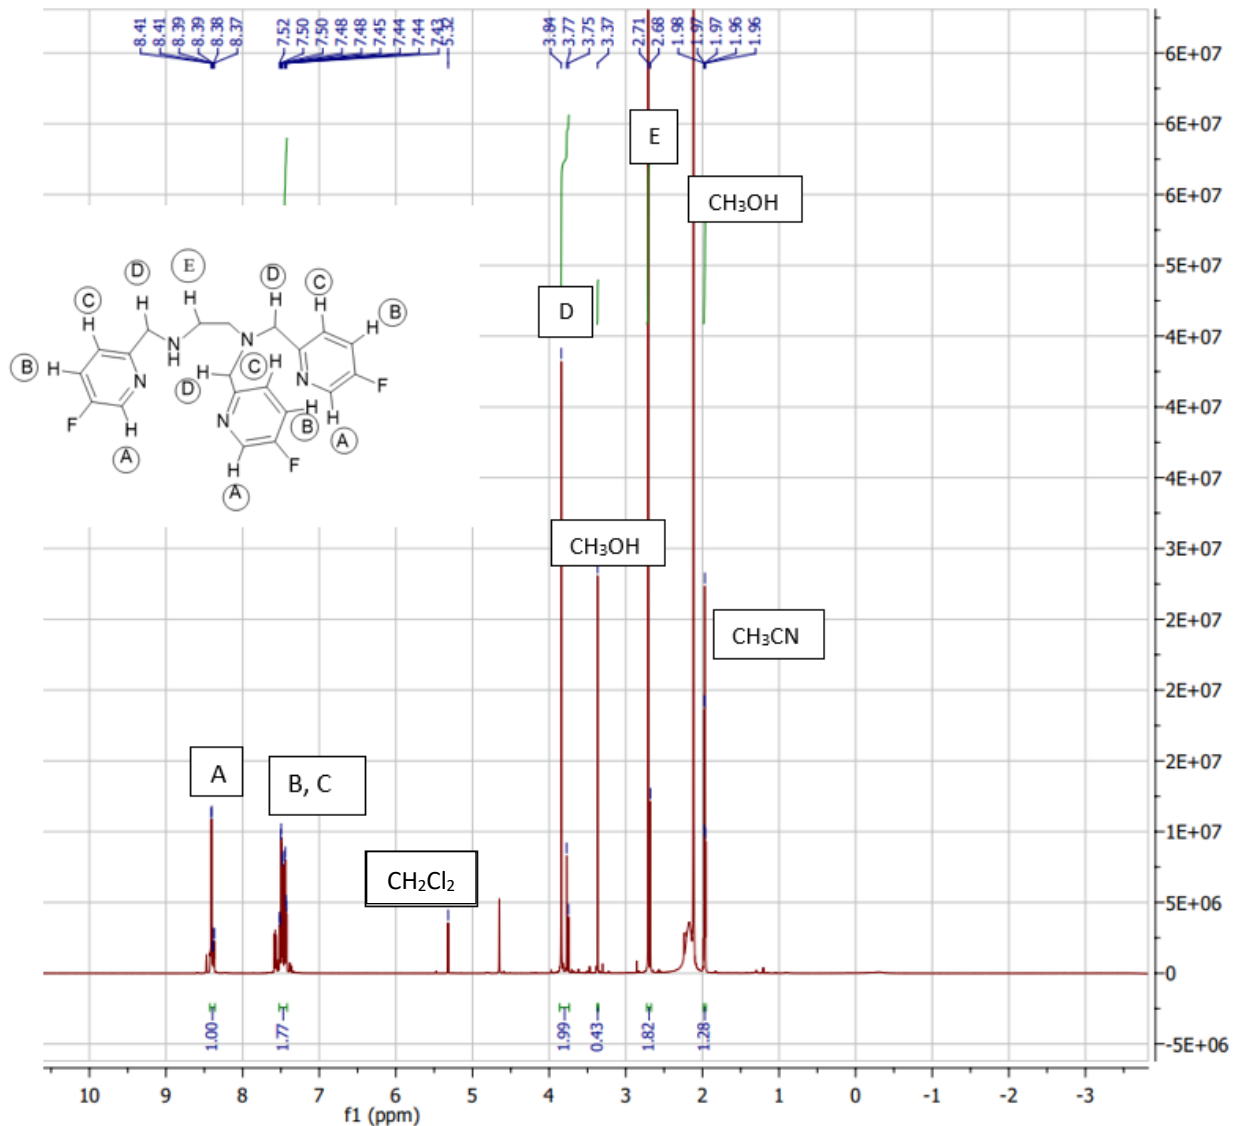 8.41
8.41
8.39
8.39
8.38
8.37
7.52
7.50
7.50
7.48
7.48
7.45
7.44
7.44
7.43
5.32
3.84
3.77
3.75
3.37
2.71
2.68
1.98
1.97
1.97
1.96
1.96
6E+07
6E+07
6E+07
5E+07
4E+07
4E+07
4E+07
3E+07
2E+07
2E+07
2E+07
1E+07
5E+06
0
-5E+06
E
CH₃OH
D
CH₃OH
CH₃CN
A
B, C
CH₂Cl₂
D E D C
C H H H H H B
H
B H N N C H
H N F
N D H H
F H N H B A
A H F
A
1.00
1.77
1.99
0.43
1.82
1.28
10 9 8 7 6 5 4 3 2 1 0 -1 -2 -3
f1 (ppm)